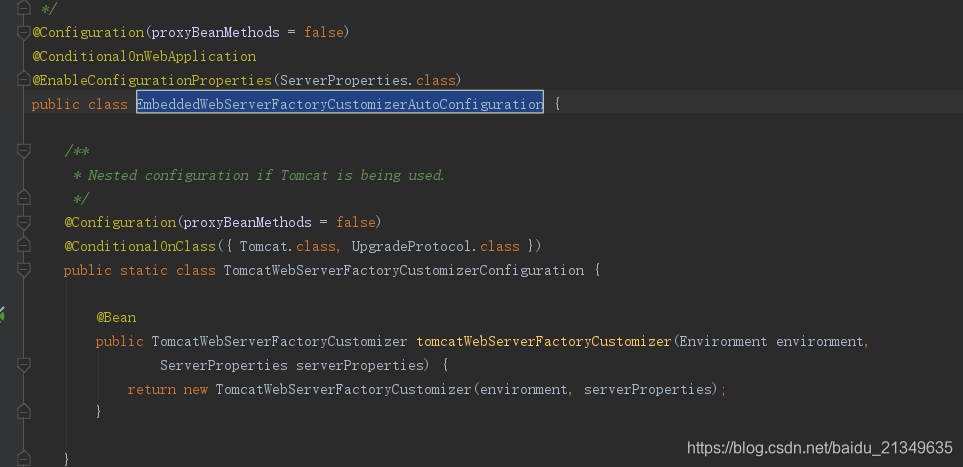 */
@Configuration(proxyBeanMethods = false)
@ConditionalOnWebApplication
@EnableConfigurationProperties(ServerProperties.class)
public class EmbeddedWebServerFactoryCustomizerAutoConfiguration {
/**
* Nested configuration if Tomcat is being used.
*/
@Configuration(proxyBeanMethods = false)
@ConditionalOnClass({ Tomcat.class, UpgradeProtocol.class })
public static class TomcatWebServerFactoryCustomizerConfiguration {
@Bean
public TomcatWebServerFactoryCustomizer tomcatWebServerFactoryCustomizer(Environment environment,
ServerProperties serverProperties) {
return new TomcatWebServerFactoryCustomizer(environment, serverProperties);
}
}
https://blog.csdn.net/baidu_21349635